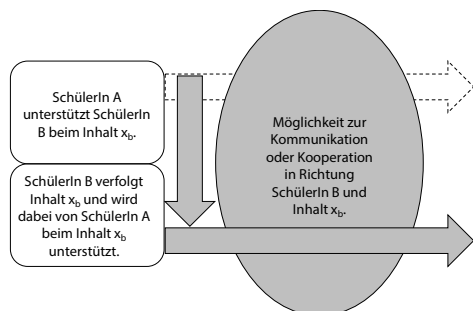 SchülerIn A
unterstützt SchülerIn
B beim Inhalt x_b.
SchülerIn B verfolgt
Inhalt x_b und wird
dabei von SchülerIn A
beim Inhalt x_b
unterstützt.
Möglichkeit zur
Kommunikation
oder Kooperation
in Richtung
SchülerIn B und
Inhalt x_b.